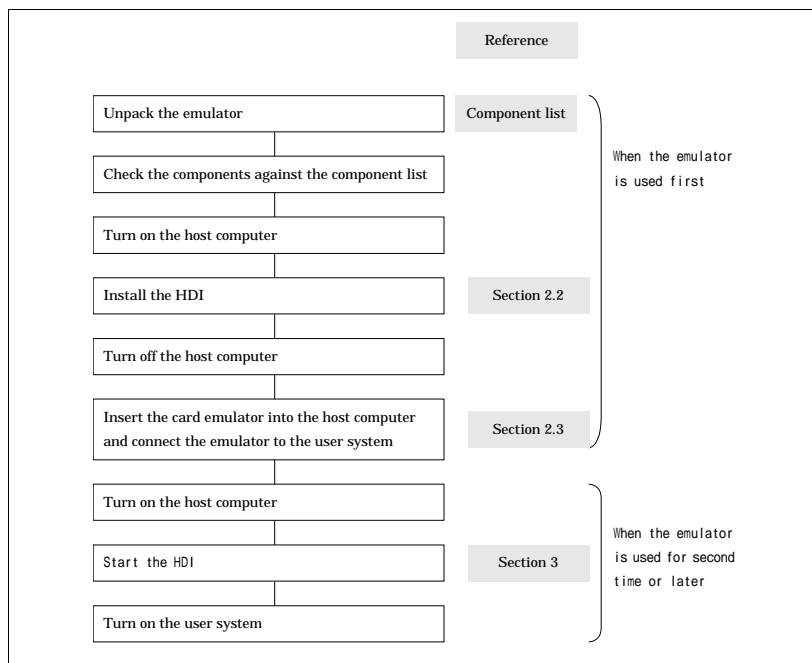 Reference
Unpack the emulator
Component list
Check the components against the component list
When the emulator
is used first
Turn on the host computer
Install the HDI
Section 2.2
Turn off the host computer
Insert the card emulator into the host computer
and connect the emulator to the user system
Section 2.3
Turn on the host computer
Start the HDI
Section 3
When the emulator
is used for second
time or later
Turn on the user system